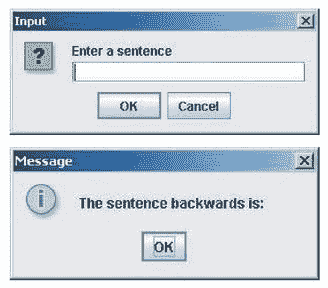 Input
Enter a sentence
OK Cancel
Message
The sentence backwards is:
OK